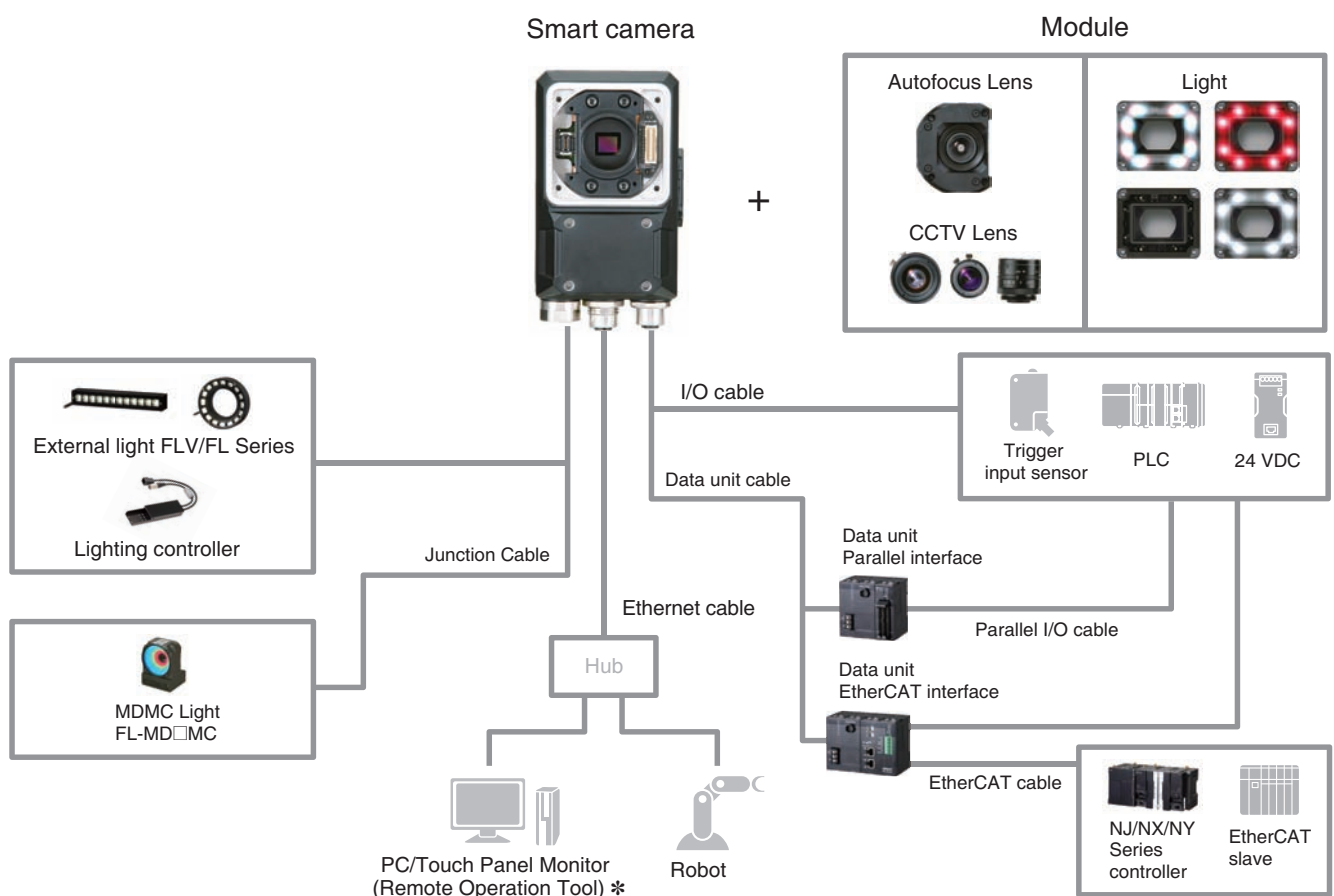 Smart camera
Module
Autofocus Lens
Light
+
CCTV Lens
External light FLV/FL Series
Lighting controller
I/O cable
Trigger
input sensor
PLC
24 VDC
Data unit cable
Junction Cable
Data unit
Parallel interface
Ethernet cable
Parallel I/O cable
Hub
Data unit
EtherCAT interface
MDMC Light
FL-MD□MC
EtherCAT cable
PC/Touch Panel Monitor
(Remote Operation Tool) ✻
Robot
NJ/NX/NY
Series
controller
EtherCAT
slave